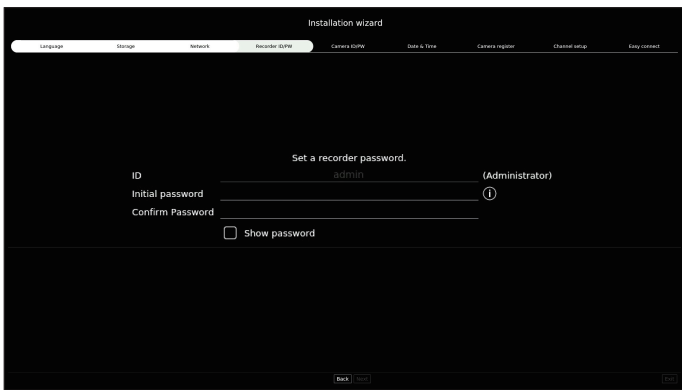 Installation wizard
Language Storage Network Recorder ID/PW Camera ID/PW Date & Time Camera register Channel setup Easy connect
Set a recorder password.
ID admin (Administrator)
Initial password
Confirm Password
Show password
Back Next Exit